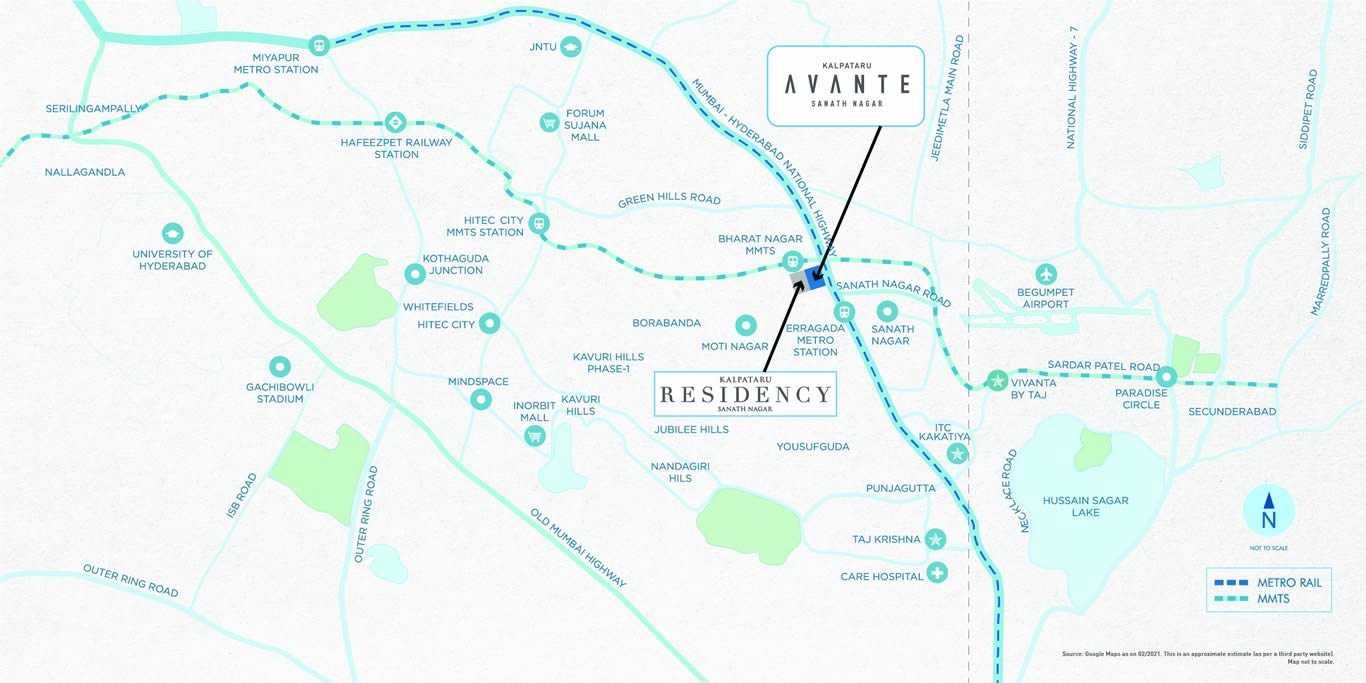 JNTU
MIYAPUR
METRO STATION
KALPATARU
AVANTE
SANATH NAGAR
JEEDIMETLA MAIN ROAD
NATIONAL HIGHWAY - 7
SIDDIPET ROAD
MUMBAI - HYDERABAD NATIONAL HIGHWAY
SERILINGAMPALLY
FORUM
SUJANA
MALL
HAFEEZPET RAILWAY
STATION
NALLAGANDLA
GREEN HILLS ROAD
HITEC CITY
MMTS STATION
UNIVERSITY OF
HYDERABAD
BHARAT NAGAR
MMTS
MARREDPALLY ROAD
KOTHAGUDA
JUNCTION
SANATH NAGAR ROAD
BEGUMPET
AIRPORT
WHITEFIELDS
HITEC CITY
BORABANDA
MOTI NAGAR
ERRAGADA
METRO
STATION
SANATH
NAGAR
KAVURI HILLS
PHASE-1
SARDAR PATEL ROAD
GACHIBOWLI
STADIUM
MINDSPACE
KALPATARU
RESIDENCY
SANATH NAGAR
VIVANTA
BY TAJ
PARADISE
CIRCLE
SECUNDERABAD
INORBIT
MALL
KAVURI
HILLS
JUBILEE HILLS
ITC
KAKATIYA
YOUSUFGUDA
NANDAGIRI
HILS
ISB ROAD
OUTER RING ROAD
PUNJAGUTTA
NECKLACE ROAD
HUSSAIN SAGAR
LAKE
N
NOT TO SCALE
OLD MUMBAI HIGHWAY
TAJ KRISHNA
CARE HOSPITAL
OUTER RING ROAD
METRO RAIL
MMTS
Source: Google Maps as on 02/2021. This is an approximate estimate (as per a third party website).
Map not to scale.